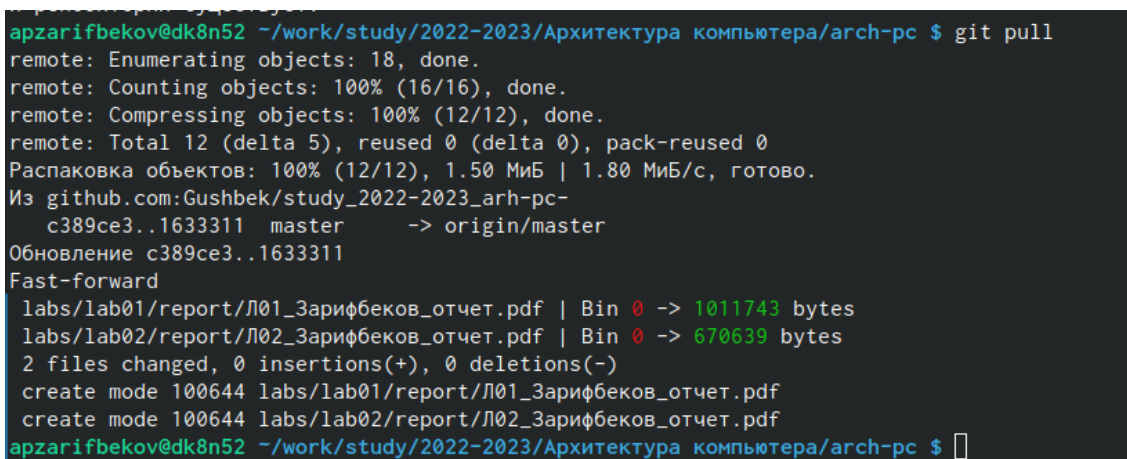 apzarifbekov@dk8n52 ~/work/study/2022-2023/Архитектура компьютера/arch-pc $ git pull
remote: Enumerating objects: 18, done.
remote: Counting objects: 100% (16/16), done.
remote: Compressing objects: 100% (12/12), done.
remote: Total 12 (delta 5), reused 0 (delta 0), pack-reused 0
Распаковка объектов: 100% (12/12), 1.50 МиБ | 1.80 МиБ/с, готово.
Из github.com:Gushbek/study_2022-2023_arh-pc-
   c389ce3..1633311  master     -> origin/master
Обновление c389ce3..1633311
Fast-forward
 labs/lab01/report/Л01_Зарифбеков_отчет.pdf | Bin 0 -> 1011743 bytes
 labs/lab02/report/Л02_Зарифбеков_отчет.pdf | Bin 0 -> 670639 bytes
 2 files changed, 0 insertions(+), 0 deletions(-)
 create mode 100644 labs/lab01/report/Л01_Зарифбеков_отчет.pdf
 create mode 100644 labs/lab02/report/Л02_Зарифбеков_отчет.pdf
apzarifbekov@dk8n52 ~/work/study/2022-2023/Архитектура компьютера/arch-pc $